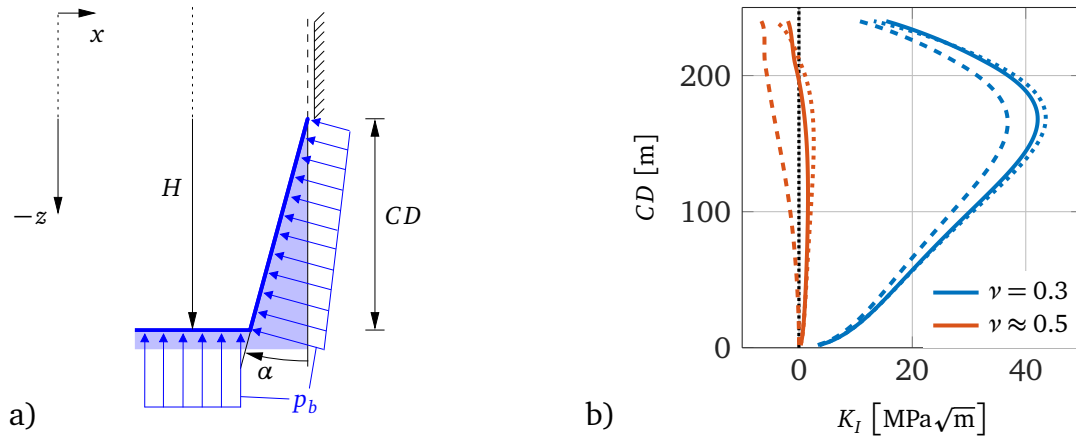 x
H
−z
CD
α
p_b
a)
200
100
0
CD [m]
ν = 0.3
ν ≈ 0.5
0 20 40
K_I [MPa√m]
b)